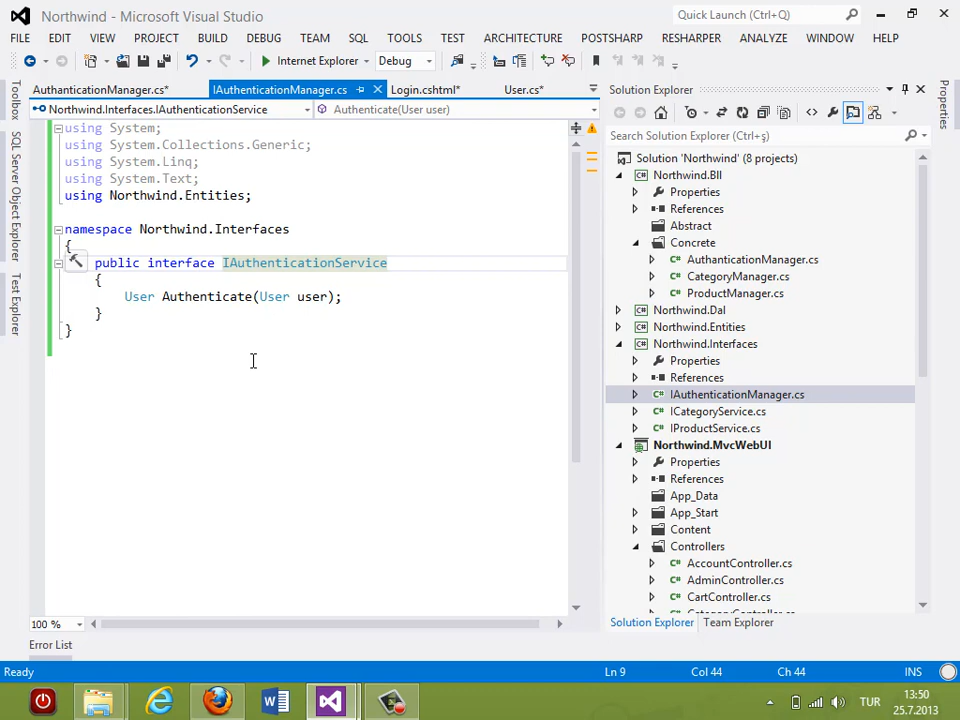 Northwind - Microsoft Visual Studio
Quick Launch (Ctrl+Q)
FILE EDIT VIEW PROJECT BUILD DEBUG TEAM SQL TOOLS TEST ARCHITECTURE POSTSHARP RESHARPER ANALYZE WINDOW HELP
Internet Explorer Debug
AuthanticationManager.cs* IAuthenticationManager.cs Login.cshtml* User.cs*
Northwind.Interfaces.IAuthenticationService Authenticate(User user)
Toolbox
SQL Server Object Explorer
Test Explorer
using System;
using System.Collections.Generic;
using System.Linq;
using System.Text;
using Northwind.Entities;
namespace Northwind.Interfaces
{
public interface IAuthenticationService
{
User Authenticate(User user);
}
}
100 %
Error List
Solution Explorer
Search Solution Explorer (Ctrl+ş)
Solution 'Northwind' (8 projects)
Northwind.Bll
Properties
References
Abstract
Concrete
AuthanticationManager.cs
CategoryManager.cs
ProductManager.cs
Northwind.Dal
Northwind.Entities
Northwind.Interfaces
Properties
References
IAuthenticationManager.cs
ICategoryService.cs
IProductService.cs
Northwind.MvcWebUI
Properties
References
App_Data
App_Start
Content
Controllers
AccountController.cs
AdminController.cs
CartController.cs
CategoryController.cs
Solution Explorer Team Explorer
Properties
Ready Ln 9 Col 44 Ch 44 INS
TUR
13:50
25.7.2013